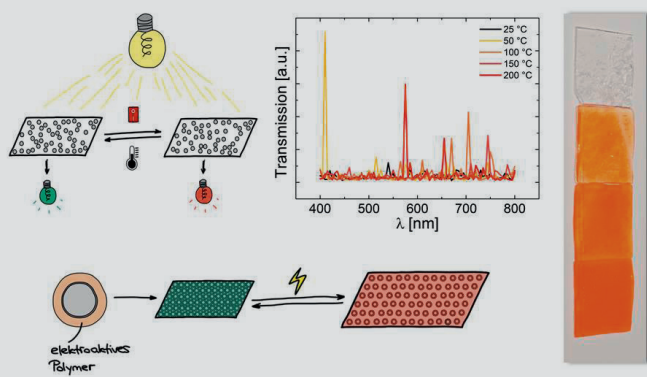 25 °C
50 °C
100 °C
150 °C
200 °C
Transmission [a.u.]
400
500
600
700
800
λ [nm]
elektroaktives
Polymer